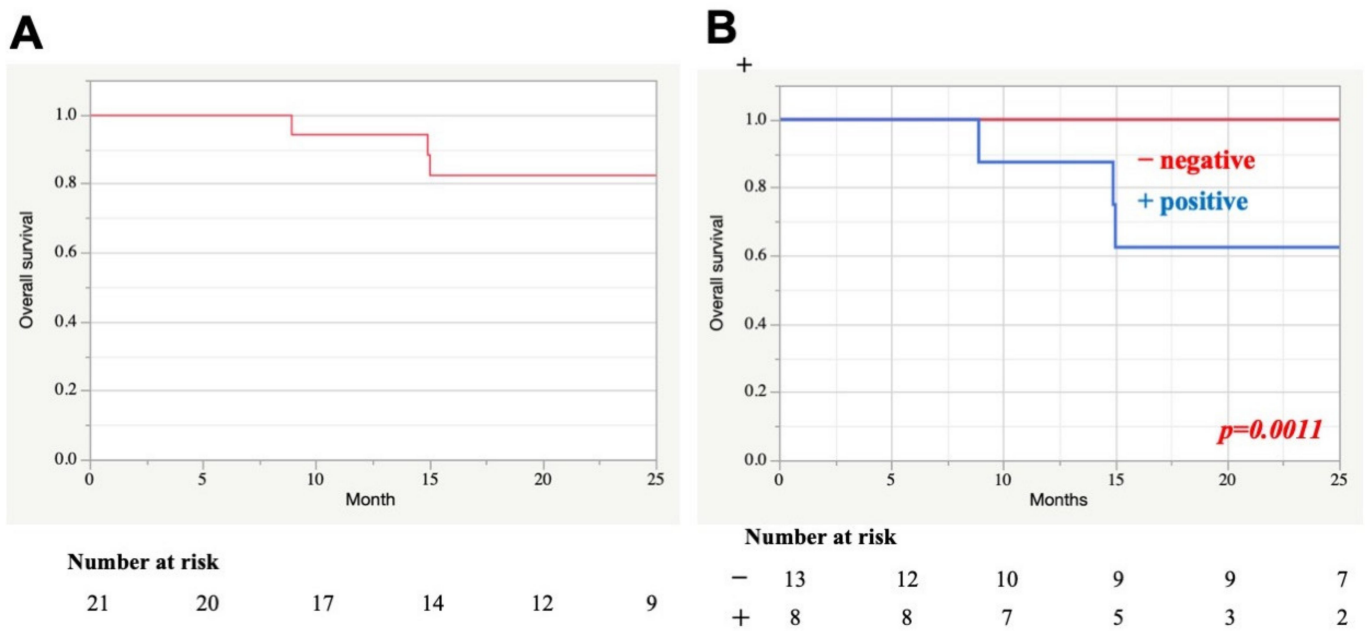 A
1.0
0.8
0.6
0.4
0.2
0.0
Overall survival
0 5 10 15 20 25
Month
Number at risk
21 20 17 14 12 9
B
+
1.0
0.8
0.6
0.4
0.2
0.0
Overall survival
− negative
+ positive
p=0.0011
0 5 10 15 20 25
Months
Number at risk
− 13 12 10 9 9 7
+ 8 8 7 5 3 2